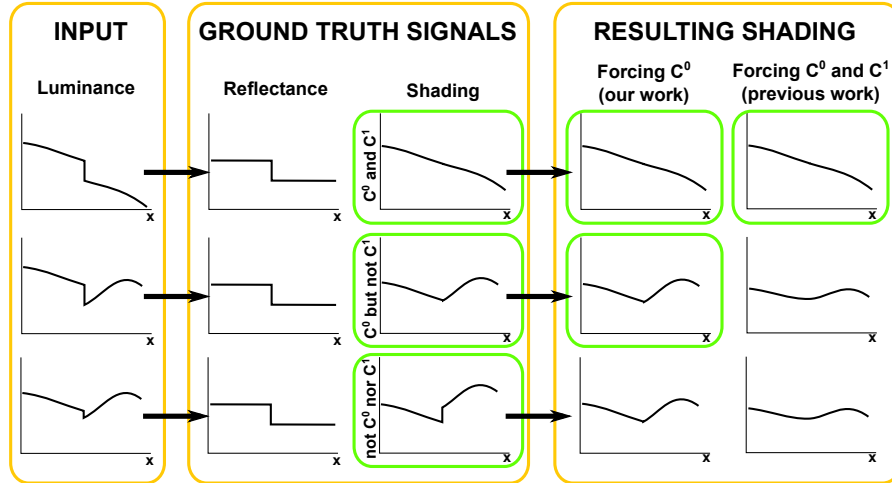 INPUT
GROUND TRUTH SIGNALS
RESULTING SHADING
Luminance
Reflectance
Shading
Forcing C⁰
(our work)
Forcing C⁰ and C¹
(previous work)
C⁰ and C¹
x
x
x
x
x
C⁰ but not C¹
x
x
x
x
x
not C⁰ nor C¹
x
x
x
x
x